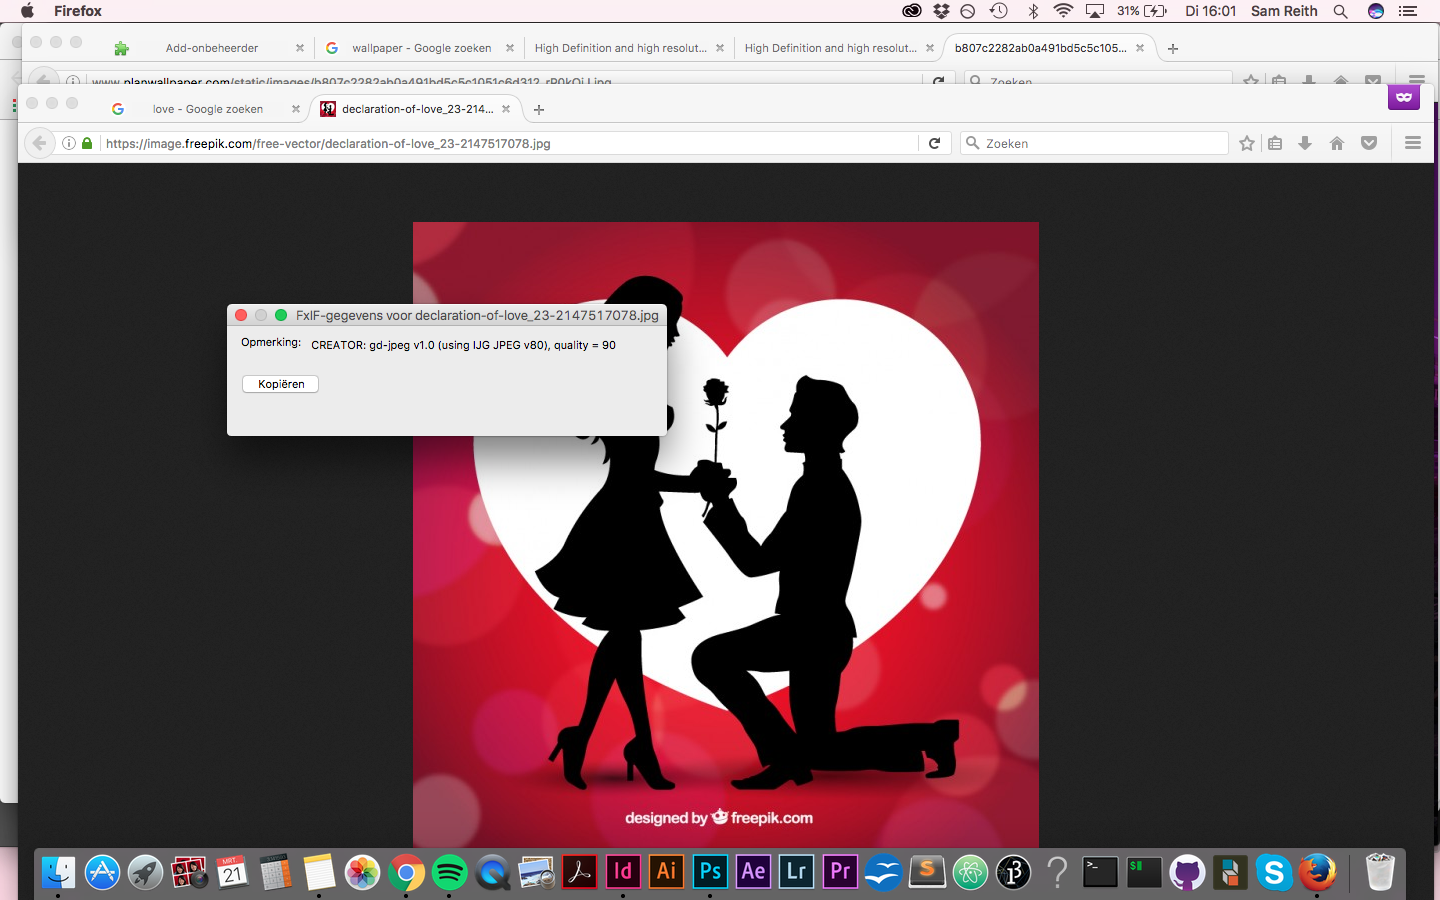 Firefox
31%
Di 16:01
Sam Reith
Add-onbeheerder
wallpaper - Google zoeken
High Definition and high resolut...
High Definition and high resolut...
b807c2282ab0a491bd5c5c105...
www.planwallpaper.com/static/images/b807c2282ab0a491bd5c5c1051c6d312_rP0kQjJ.jpg
Zoeken
love - Google zoeken
declaration-of-love_23-214...
https://image.freepik.com/free-vector/declaration-of-love_23-2147517078.jpg
Zoeken
FxIF-gegevens voor declaration-of-love_23-2147517078.jpg
Opmerking:
CREATOR: gd-jpeg v1.0 (using IJG JPEG v80), quality = 90
Kopiëren
designed by freepik.com
MRT.
21
Id
Ai
Ps
Ae
Lr
Pr
S
β
?
>_
$
S